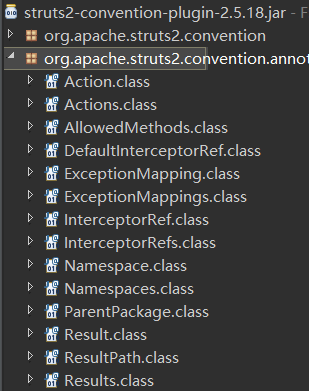 struts2-convention-plugin-2.5.18.jar - F
org.apache.struts2.convention
org.apache.struts2.convention.annot
Action.class
Actions.class
AllowedMethods.class
DefaultInterceptorRef.class
ExceptionMapping.class
ExceptionMappings.class
InterceptorRef.class
InterceptorRefs.class
Namespace.class
Namespaces.class
ParentPackage.class
Result.class
ResultPath.class
Results.class